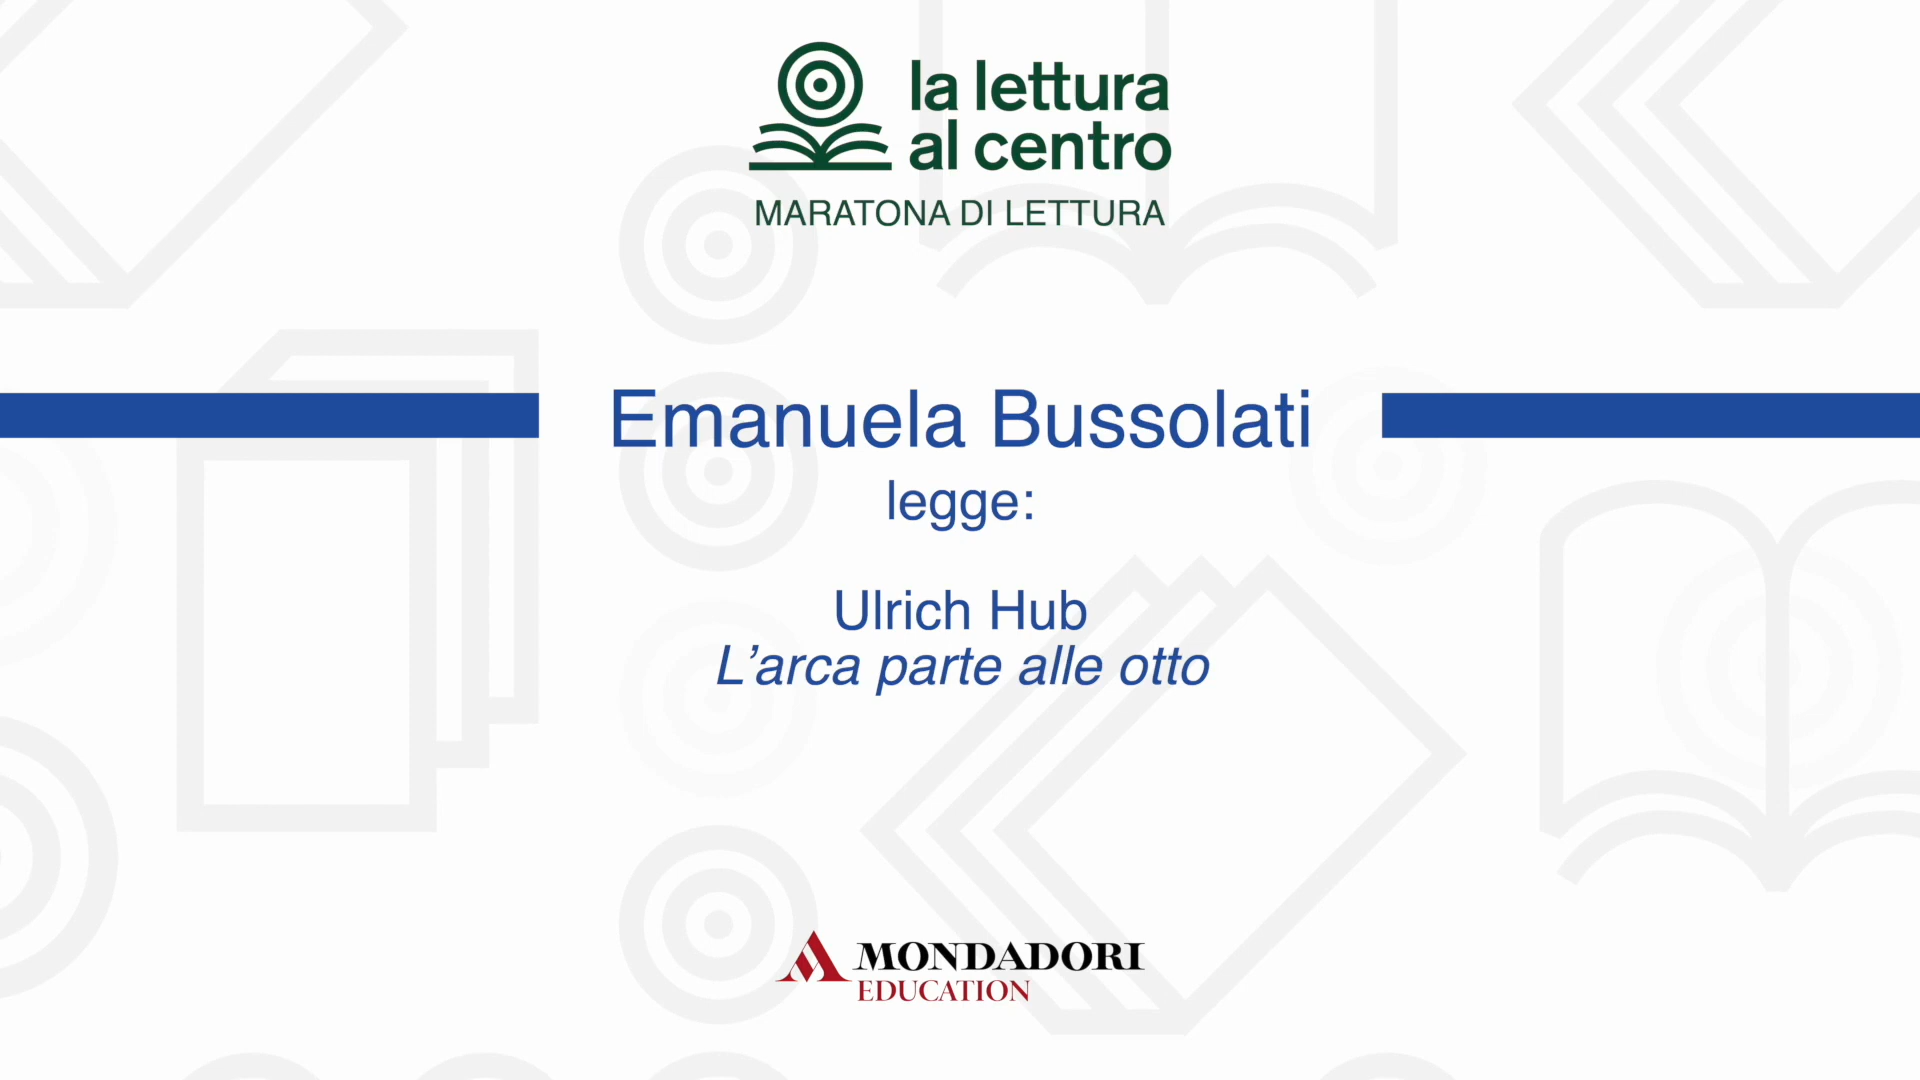 la lettura
al centro
MARATONA DI LETTURA
Emanuela Bussolati
legge:
Ulrich Hub
L’arca parte alle otto
MONDADORI
EDUCATION